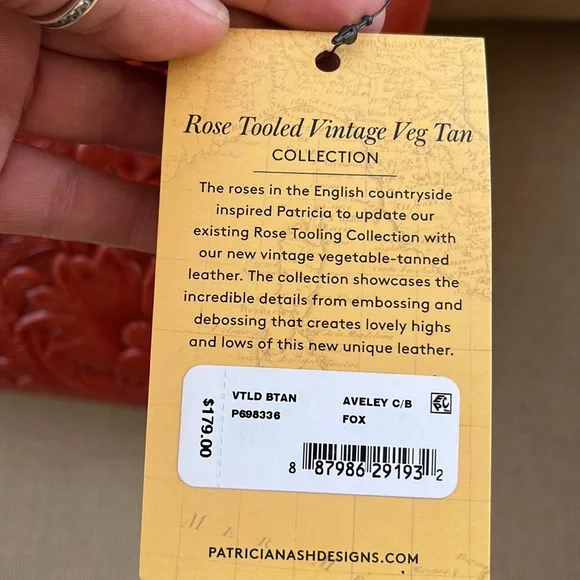 Rose Tooled Vintage Veg Tan
COLLECTION
The roses in the English countryside
inspired Patricia to update our
existing Rose Tooling Collection with
our new vintage vegetable-tanned
leather. The collection showcases the
incredible details from embossing and
debossing that creates lovely highs
and lows of this new unique leather.
$179.00
VTLD BTAN AVELEY C/B
P698336 FOX
8 87986 29193 2
PATRICIANASHDESIGNS.COM